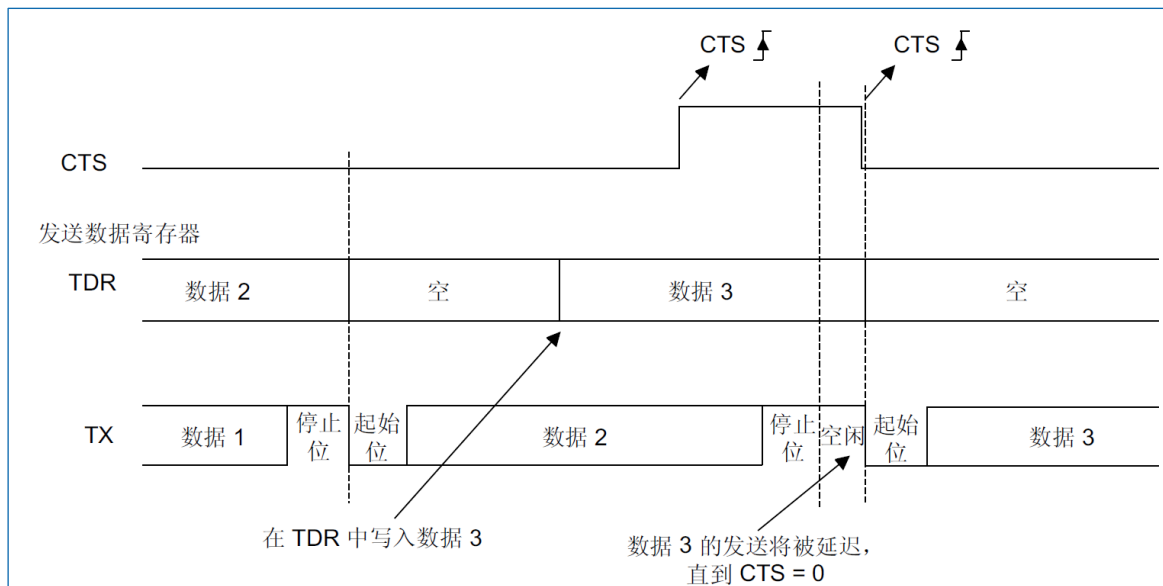 CTS CTS
CTS
发送数据寄存器
TDR 数据 2 空 数据 3 空
TX 数据 1 停止位 起始位 数据 2 停止位 空闲 起始位 数据 3
在 TDR 中写入数据 3
数据 3 的发送将被延迟，
直到 CTS = 0